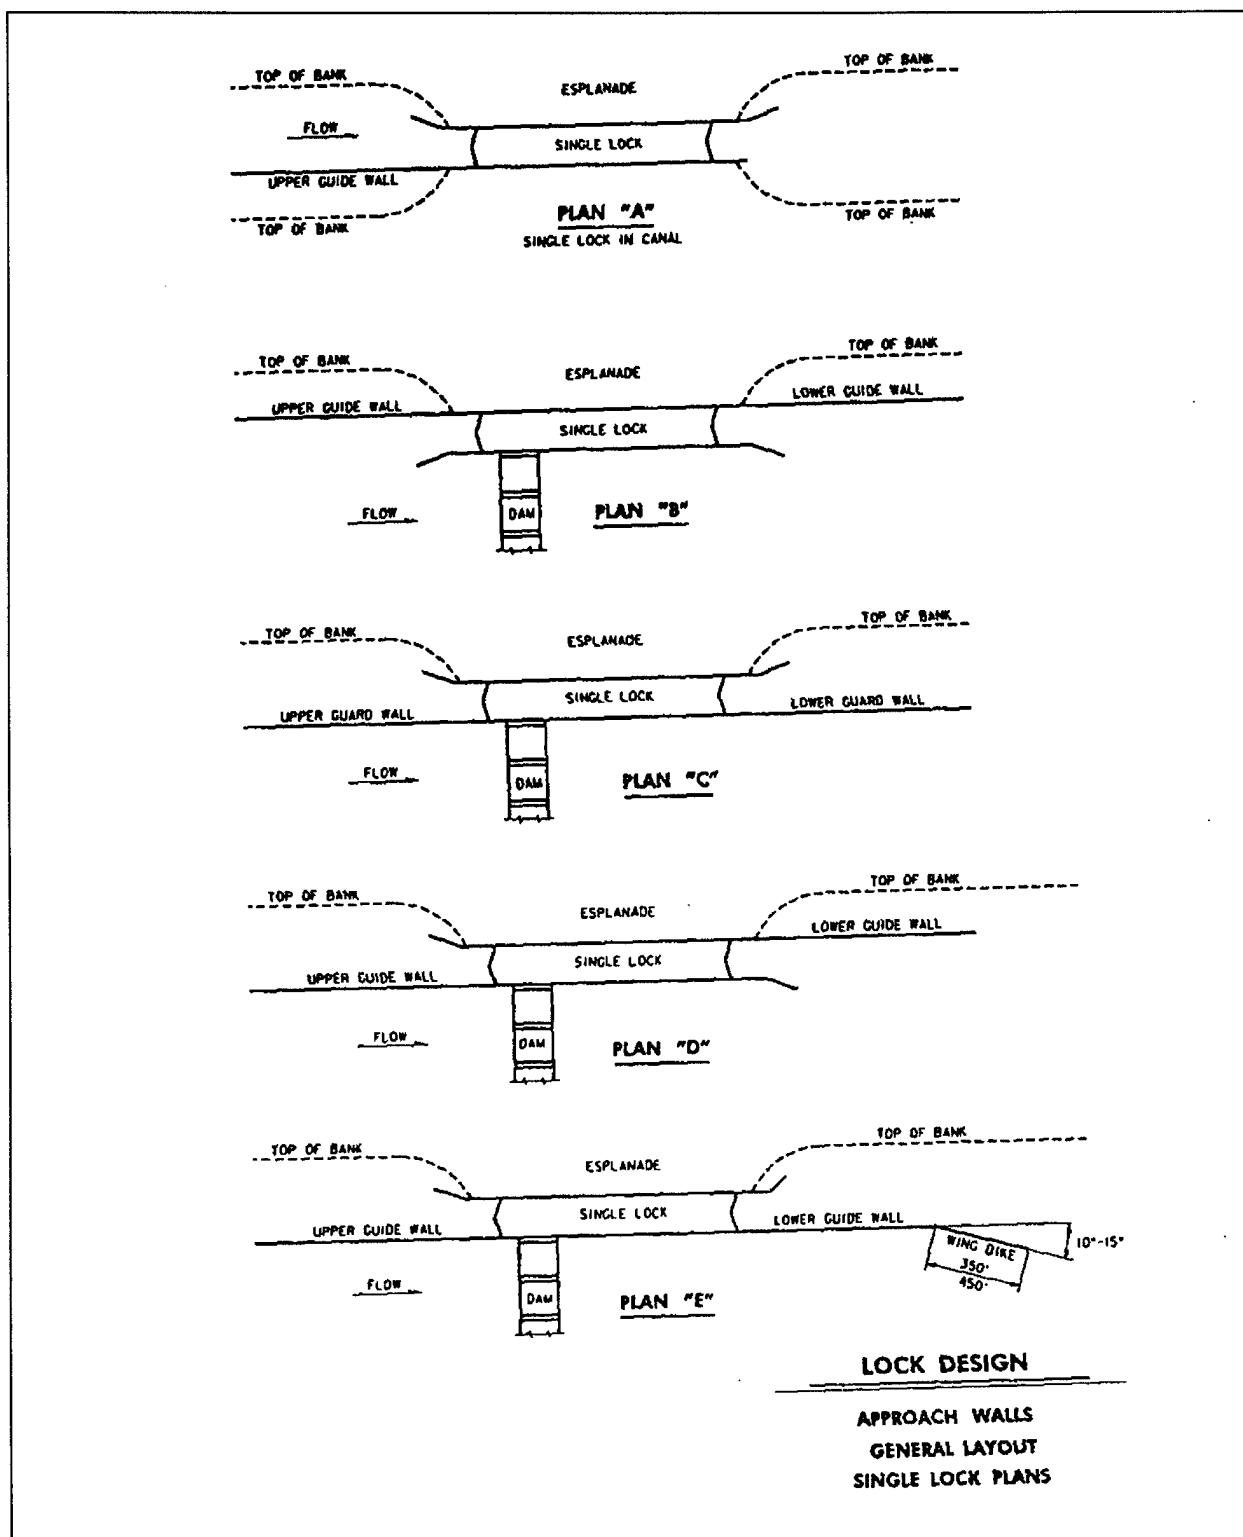 TOP OF BANK
TOP OF BANK
ESPLANADE
FLOW
SINGLE LOCK
UPPER GUIDE WALL
TOP OF BANK
PLAN "A"
TOP OF BANK
SINGLE LOCK IN CANAL
TOP OF BANK
TOP OF BANK
ESPLANADE
UPPER GUIDE WALL
LOWER GUIDE WALL
SINGLE LOCK
FLOW
DAM
PLAN "B"
TOP OF BANK
TOP OF BANK
ESPLANADE
SINGLE LOCK
UPPER GUARD WALL
LOWER GUARD WALL
FLOW
DAM
PLAN "C"
TOP OF BANK
TOP OF BANK
ESPLANADE
LOWER GUIDE WALL
SINGLE LOCK
UPPER GUIDE WALL
FLOW
DAM
PLAN "D"
TOP OF BANK
TOP OF BANK
ESPLANADE
SINGLE LOCK
UPPER GUIDE WALL
LOWER GUIDE WALL
WING DIKE
10°-15°
350'
450'
FLOW
DAM
PLAN "E"
LOCK DESIGN
APPROACH WALLS
GENERAL LAYOUT
SINGLE LOCK PLANS